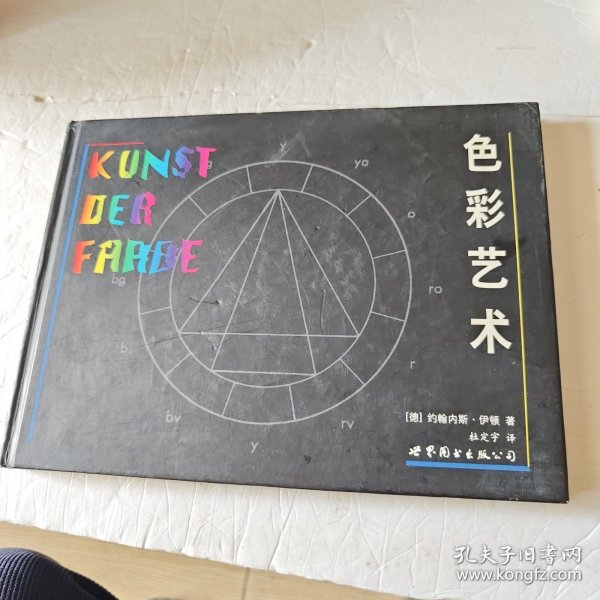 KUNST
DER
FARBE
色彩艺术
y
yo
o
ro
r
rv
y
bv
b
bg
g
[德] 约翰内斯·伊顿 著
杜定宇 译
世界图书出版公司
孔夫子旧书网
www.kongfz.com